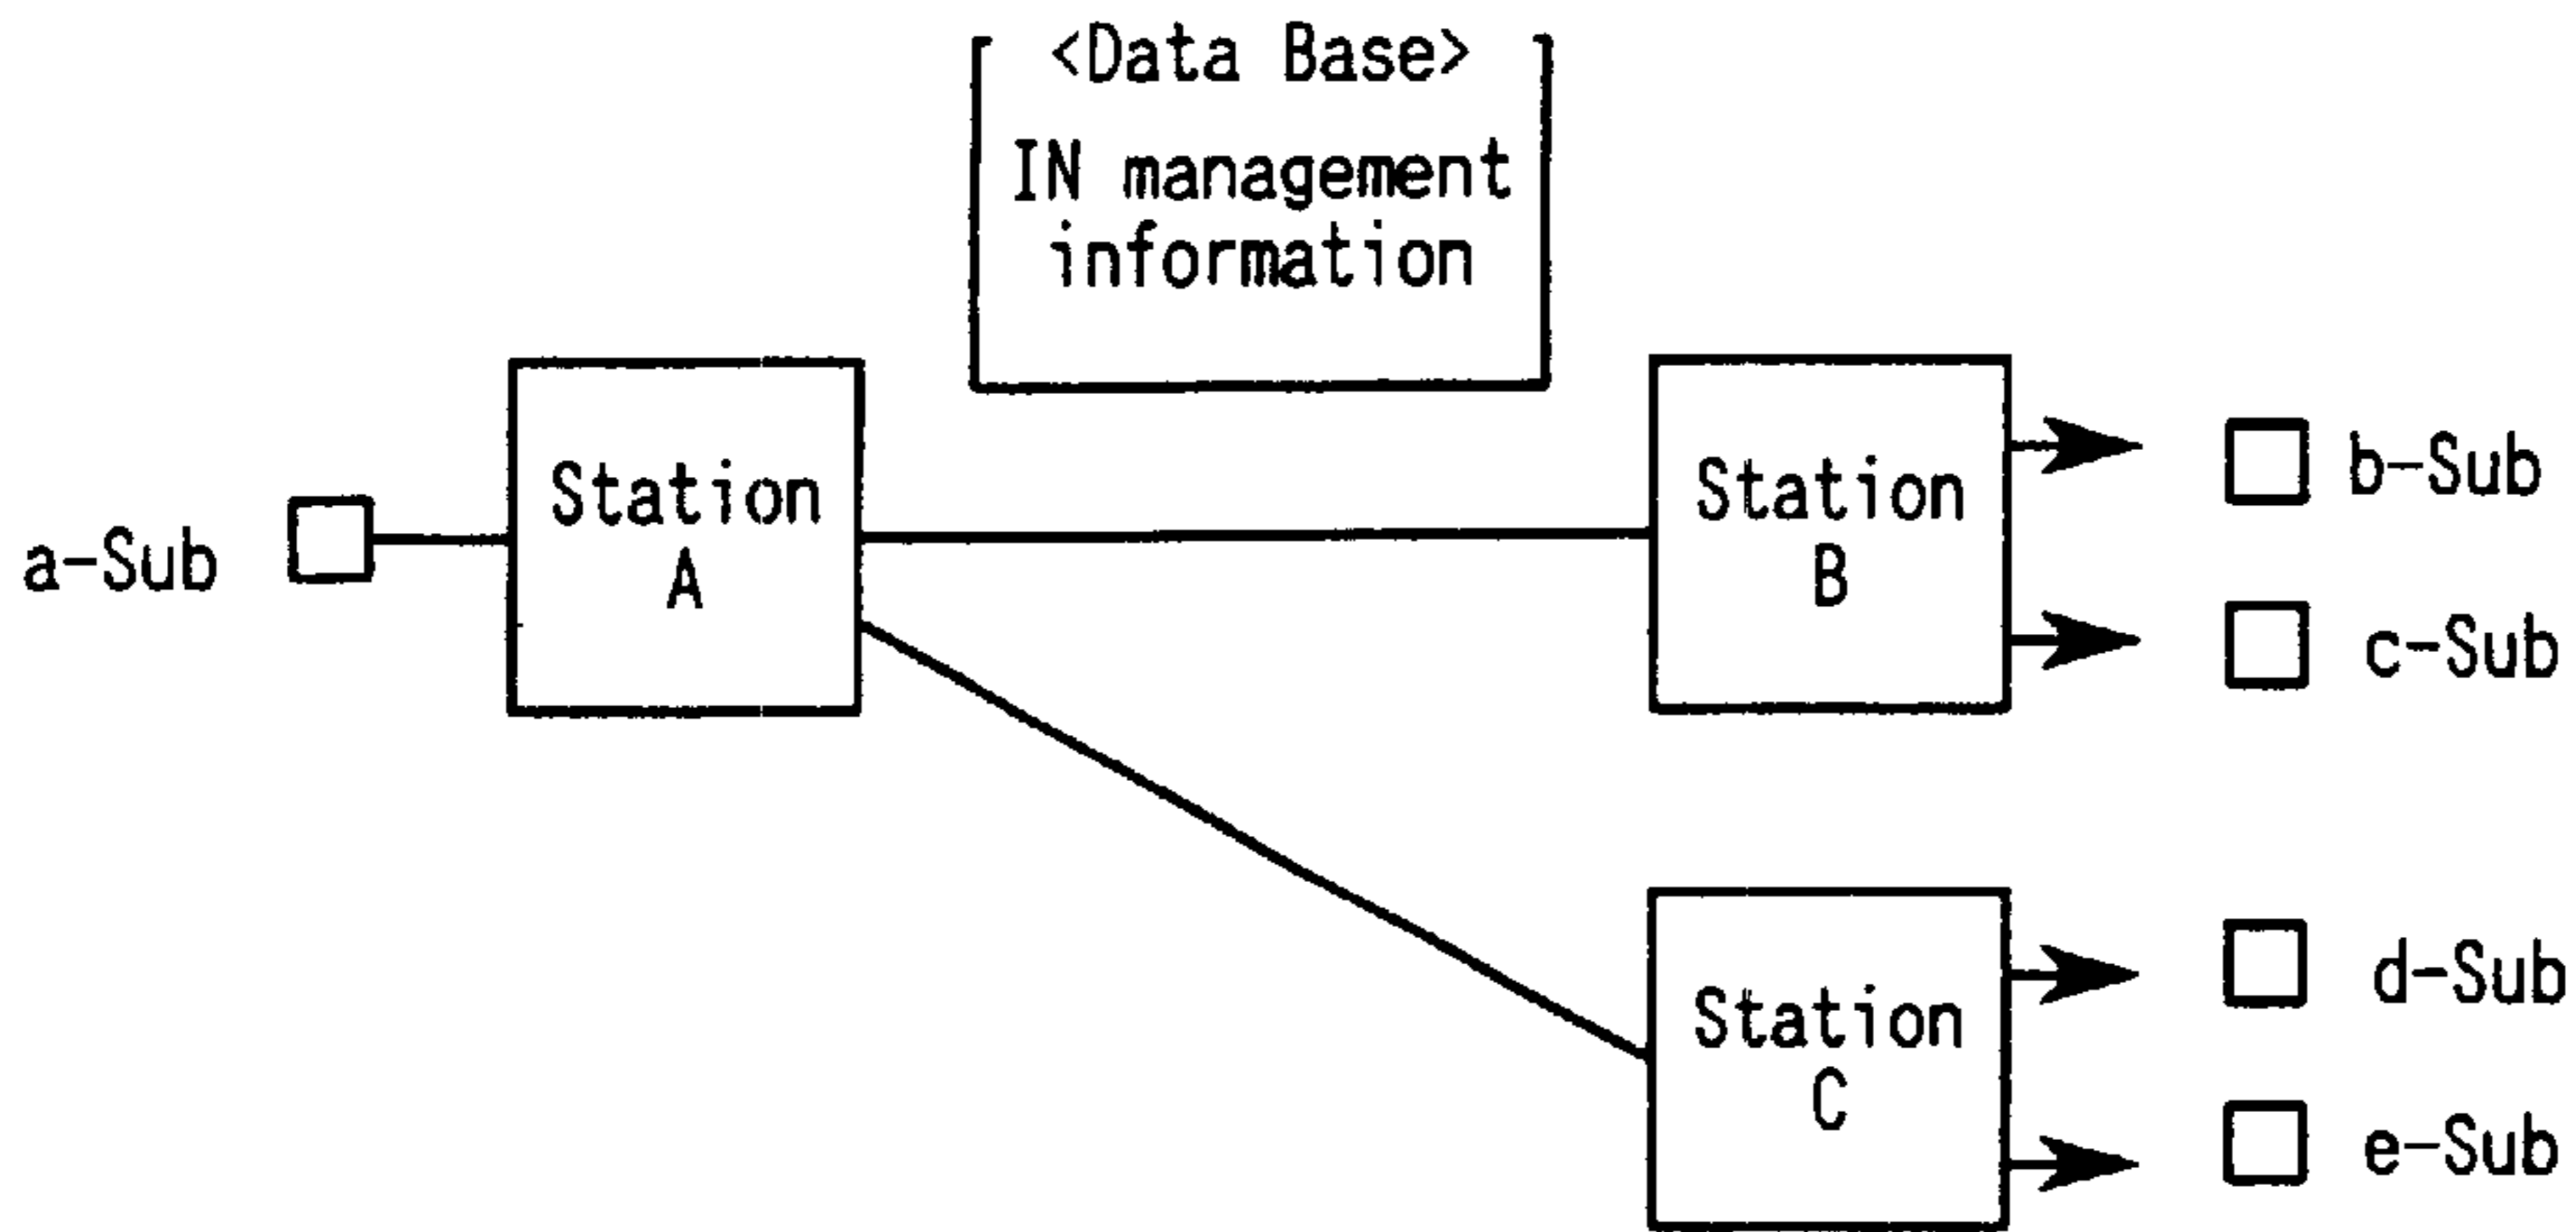 <Data Base>
IN management
information
a-Sub
Station
A
Station
B
b-Sub
c-Sub
Station
C
d-Sub
e-Sub